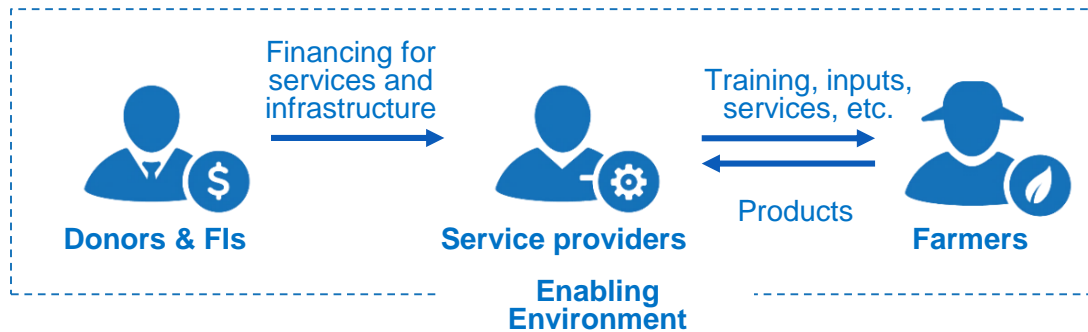 Financing for
services and
infrastructure
Training, inputs,
services, etc.
$
Products
Donors & FIs
Service providers
Farmers
Enabling
Environment